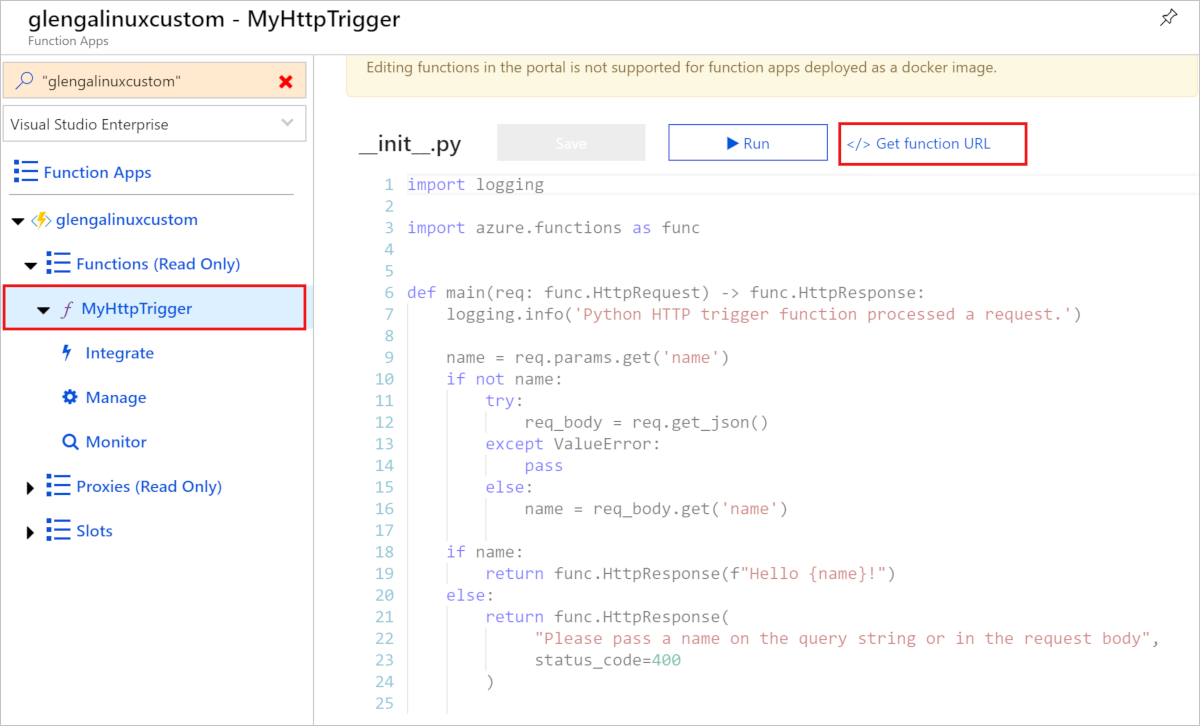 glengalinuxcustom - MyHttpTrigger
Function Apps
"glengalinuxcustom"
Visual Studio Enterprise
Function Apps
glengalinuxcustom
Functions (Read Only)
f MyHttpTrigger
Integrate
Manage
Monitor
Proxies (Read Only)
Slots
Editing functions in the portal is not supported for function apps deployed as a docker image.
__init__.py Save Run </> Get function URL
1 import logging
2
3 import azure.functions as func
4
5
6 def main(req: func.HttpRequest) -> func.HttpResponse:
7     logging.info('Python HTTP trigger function processed a request.')
8
9     name = req.params.get('name')
10     if not name:
11         try:
12             req_body = req.get_json()
13         except ValueError:
14             pass
15         else:
16             name = req_body.get('name')
17
18     if name:
19         return func.HttpResponse(f"Hello {name}!")
20     else:
21         return func.HttpResponse(
22              "Please pass a name on the query string or in the request body",
23              status_code=400
24         )
25